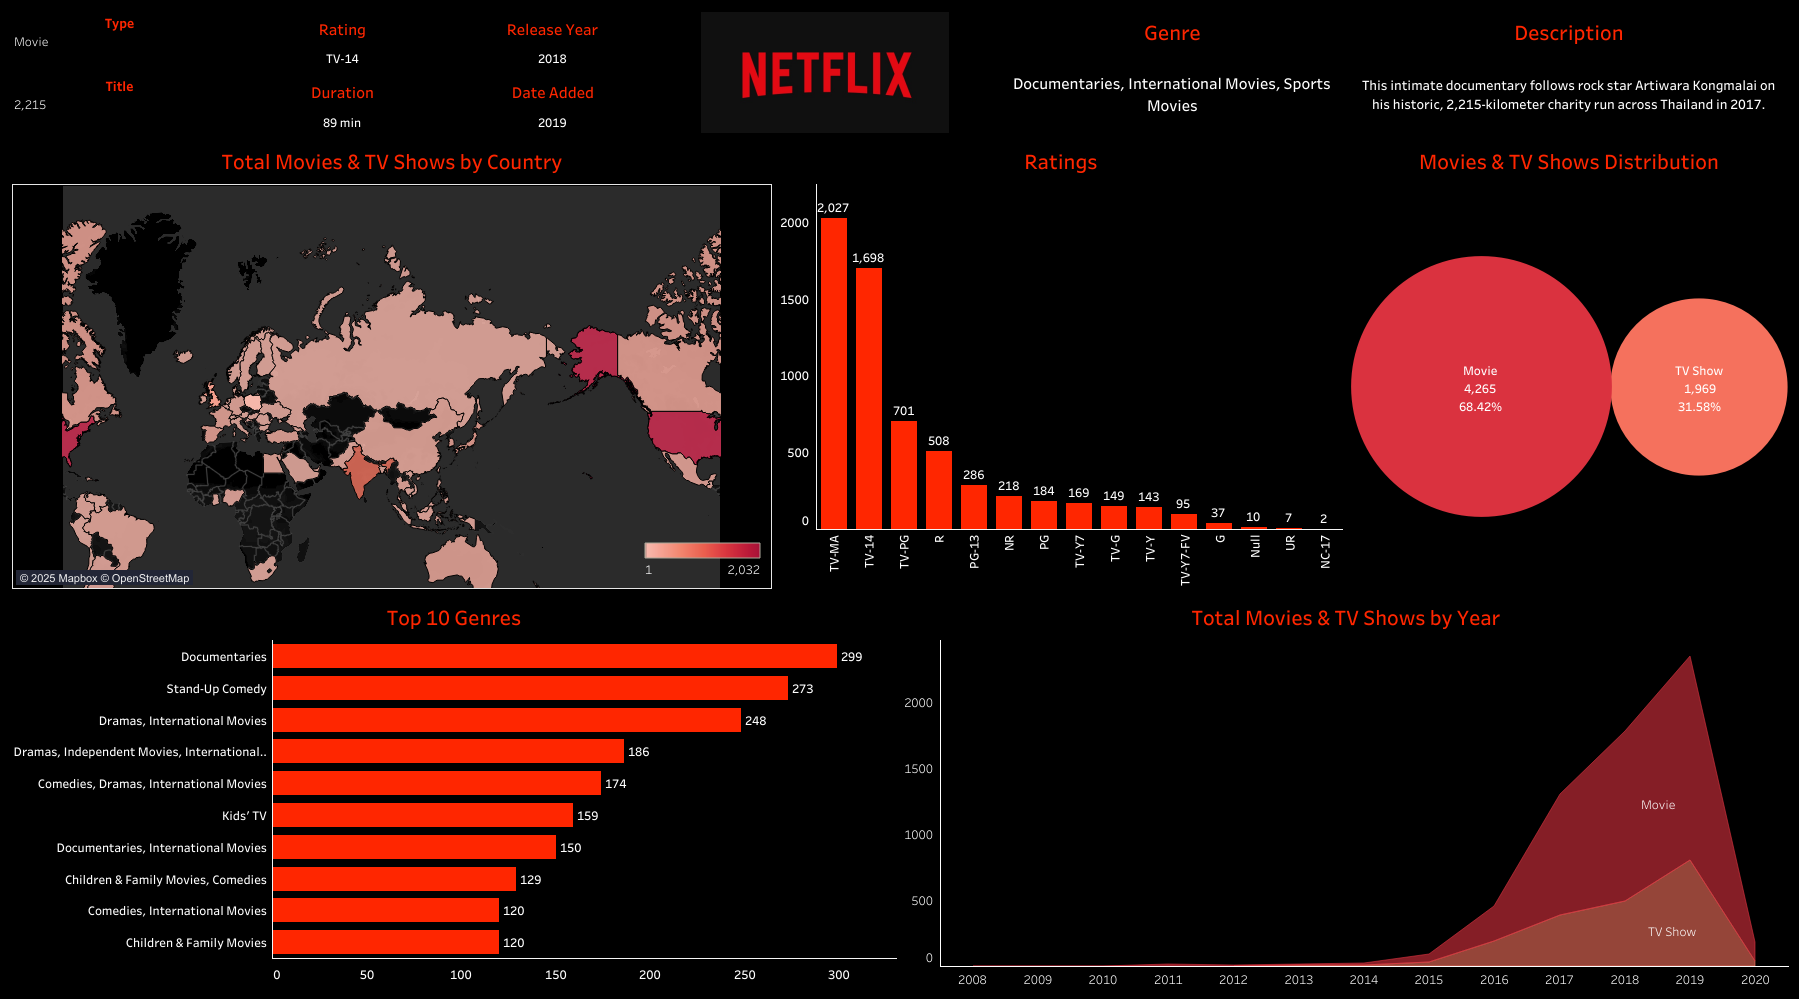 Type
Movie
Title
2,215
Rating
TV-14
Duration
89 min
Release Year
2018
Date Added
2019
NETFLIX
Genre
Documentaries, International Movies, Sports
Movies
Description
This intimate documentary follows rock star Artiwara Kongmalai on
his historic, 2,215-kilometer charity run across Thailand in 2017.
Total Movies & TV Shows by Country
1
2,032
© 2025 Mapbox © OpenStreetMap
Ratings
2000
1500
1000
500
0
2,027
1,698
701
508
286
218
184
169
149
143
95
37
10
7
2
TV-MA
TV-14
TV-PG
R
PG-13
NR
PG
TV-Y7
TV-G
TV-Y
TV-Y7-FV
G
Null
UR
NC-17
Movies & TV Shows Distribution
Movie
4,265
68.42%
TV Show
1,969
31.58%
Top 10 Genres
Documentaries
299
Stand-Up Comedy
273
Dramas, International Movies
248
Dramas, Independent Movies, International..
186
Comedies, Dramas, International Movies
174
Kids' TV
159
Documentaries, International Movies
150
Children & Family Movies, Comedies
129
Comedies, International Movies
120
Children & Family Movies
120
0
50
100
150
200
250
300
Total Movies & TV Shows by Year
2000
1500
1000
500
0
Movie
TV Show
2008
2009
2010
2011
2012
2013
2014
2015
2016
2017
2018
2019
2020